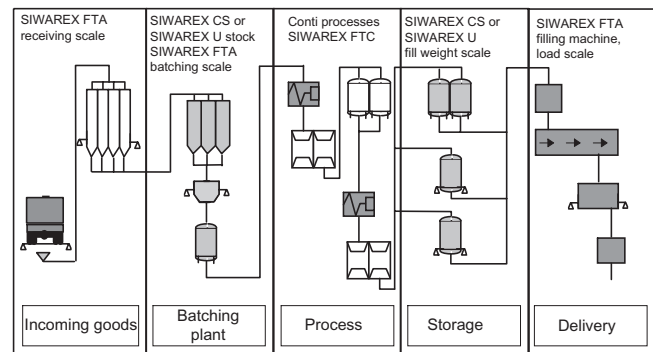 SIWAREX FTA
receiving scale
SIWAREX CS or
SIWAREX U stock
SIWAREX FTA
batching scale
Conti processes
SIWAREX FTC
SIWAREX CS or
SIWAREX U
fill weight scale
SIWAREX FTA
filling machine,
load scale
Incoming goods
Batching
plant
Process
Storage
Delivery